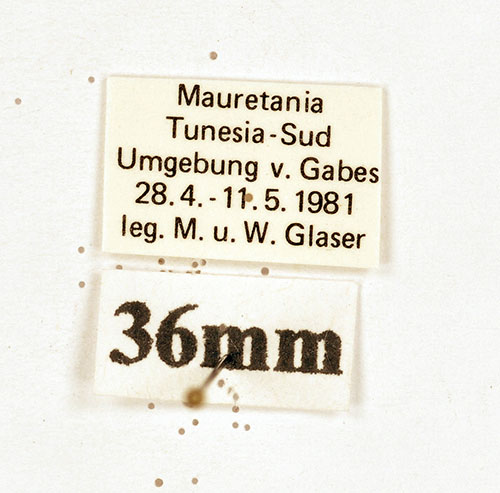 Mauretania
Tunesia-Sud
Umgebung v. Gabes
28.4.-11.5.1981
leg. M. u. W. Glaser
36mm